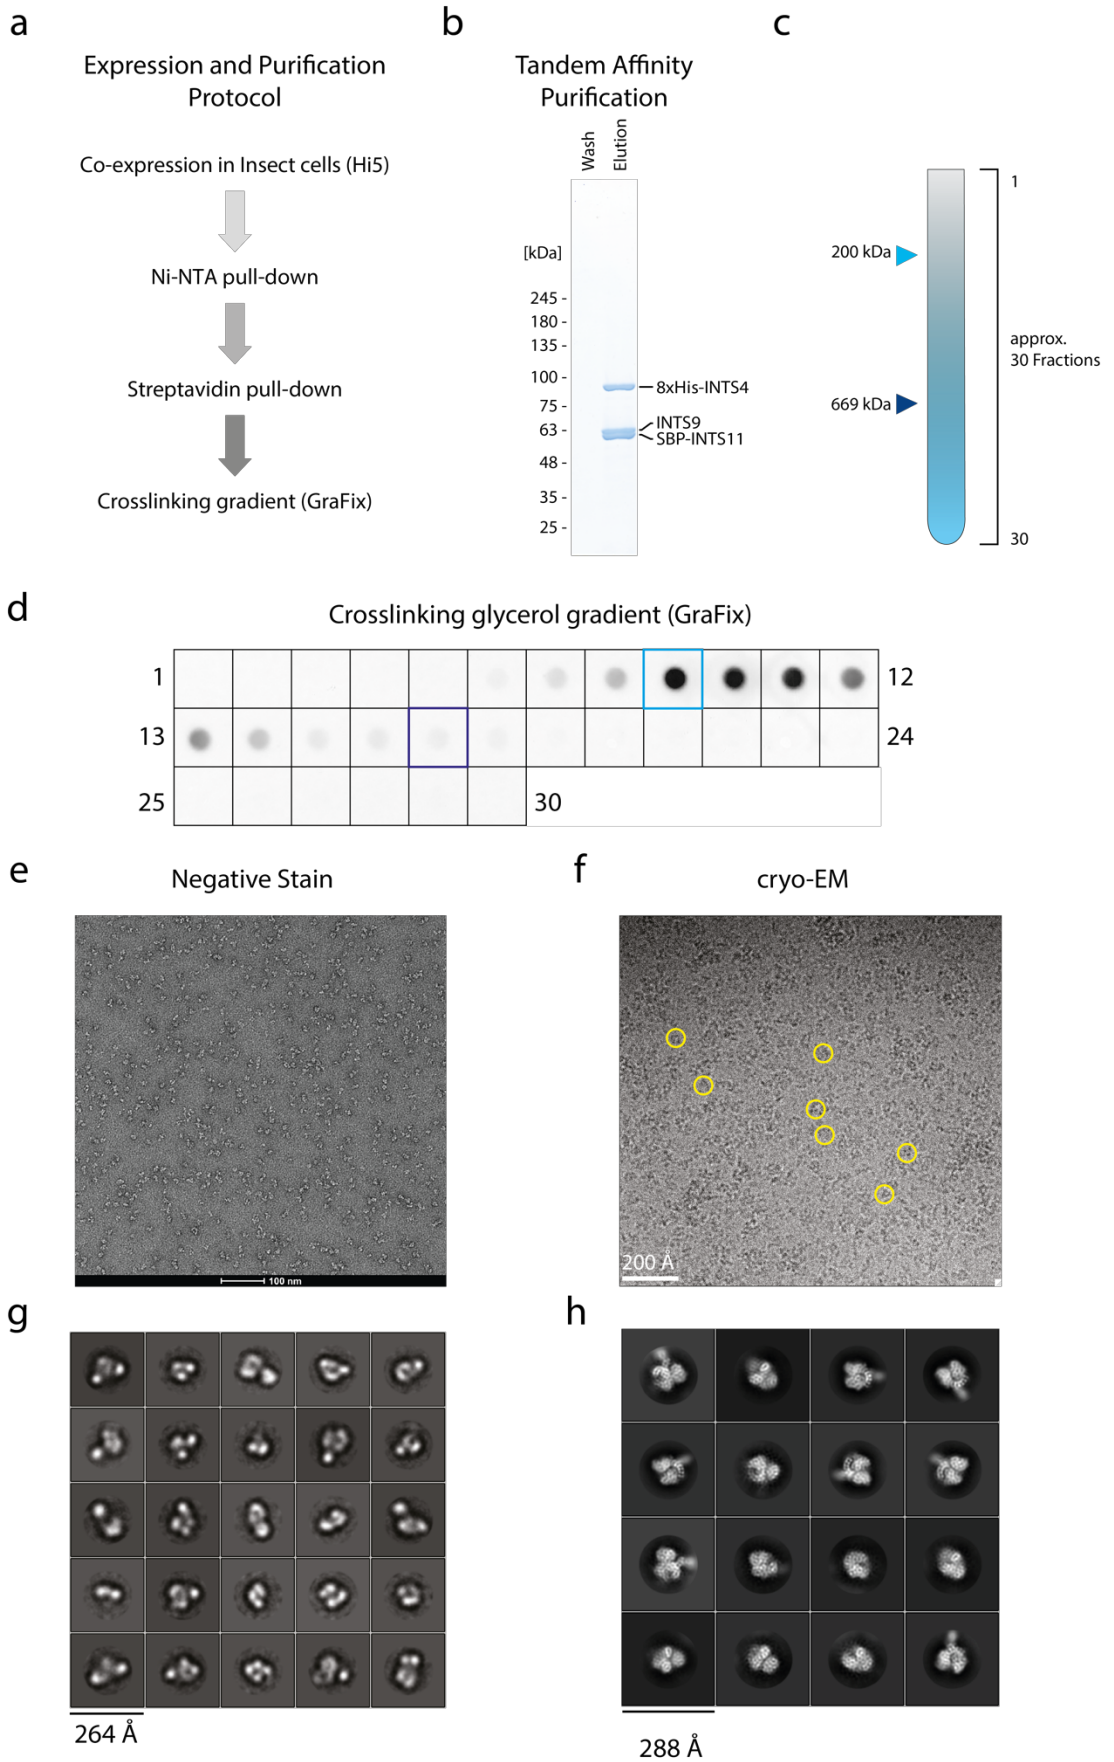 a
Expression and Purification
Protocol
Co-expression in Insect cells (Hi5)
Ni-NTA pull-down
Streptavidin pull-down
Crosslinking gradient (GraFix)
b
Tandem Affinity
Purification
Wash
Elution
[kDa]
245 -
180 -
135 -
100 -
75 -
63 -
48 -
35 -
25 -
8xHis-INTS4
INTS9
SBP-INTS11
c
200 kDa
669 kDa
1
approx.
30 Fractions
30
d
Crosslinking glycerol gradient (GraFix)
1
12
13
24
25
30
e
Negative Stain
100 nm
f
cryo-EM
200 Å
g
264 Å
h
288 Å